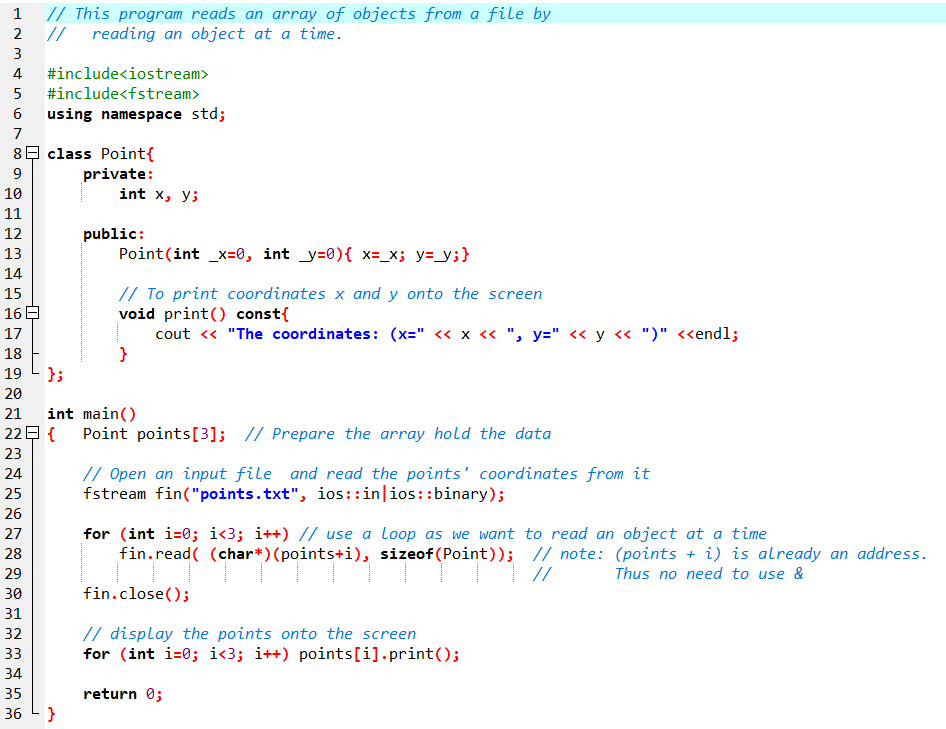 1 // This program reads an array of objects from a file by
2 //   reading an object at a time.
3
4 #include<iostream>
5 #include<fstream>
6 using namespace std;
7
8 class Point{
9     private:
10         int x, y;
11
12     public:
13         Point(int _x=0, int _y=0){ x=_x; y=_y;}
14
15         // To print coordinates x and y onto the screen
16         void print() const{
17             cout << "The coordinates: (x=" << x << ", y=" << y << ")" <<endl;
18         }
19 };
20
21 int main()
22 {   Point points[3];  // Prepare the array hold the data
23
24     // Open an input file  and read the points' coordinates from it
25     fstream fin("points.txt", ios::in|ios::binary);
26
27     for (int i=0; i<3; i++) // use a loop as we want to read an object at a time
28         fin.read( (char*)(points+i), sizeof(Point));  // note: (points + i) is already an address.
29                                                       //       Thus no need to use &
30     fin.close();
31
32     // display the points onto the screen
33     for (int i=0; i<3; i++) points[i].print();
34
35     return 0;
36 }